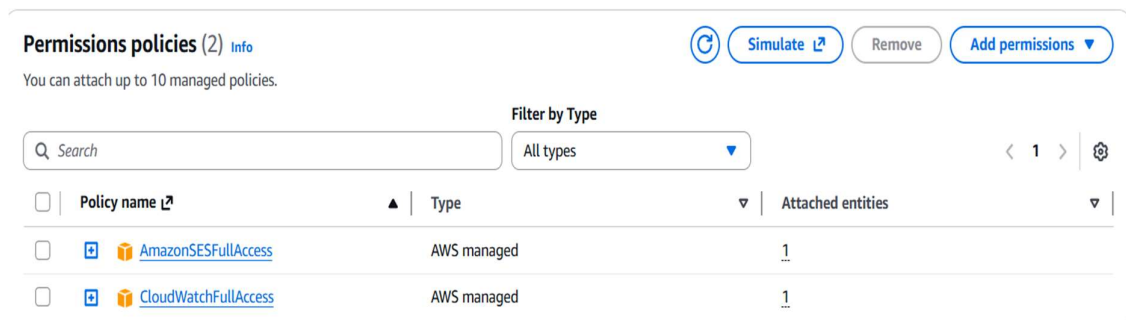 Permissions policies (2) Info
Simulate
Remove
Add permissions
You can attach up to 10 managed policies.
Filter by Type
Search
All types
1
Policy name
Type
Attached entities
AmazonSESFullAccess
AWS managed
1
CloudWatchFullAccess
AWS managed
1